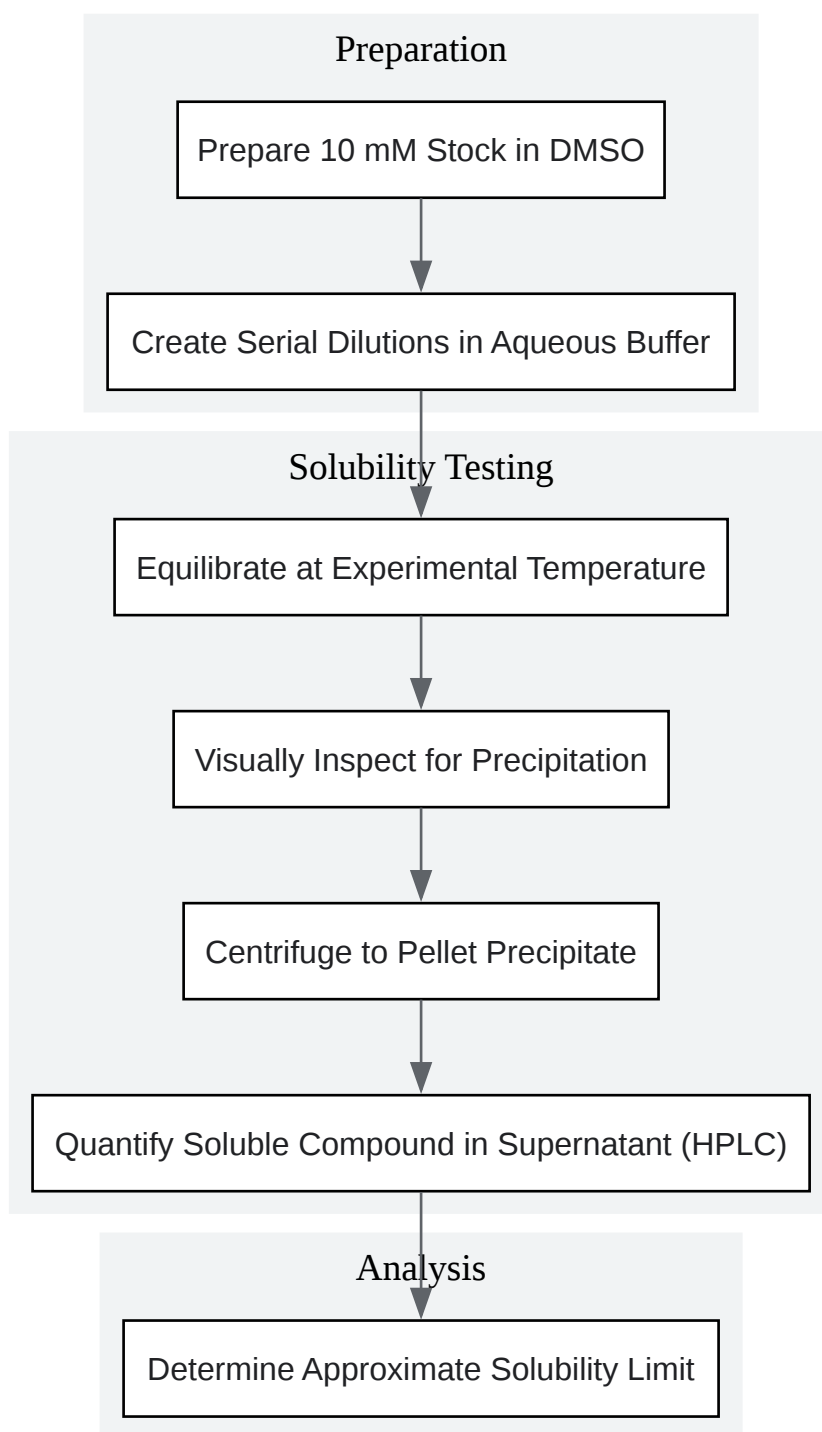 Preparation
Prepare 10 mM Stock in DMSO
Create Serial Dilutions in Aqueous Buffer
Solubility Testing
Equilibrate at Experimental Temperature
Visually Inspect for Precipitation
Centrifuge to Pellet Precipitate
Quantify Soluble Compound in Supernatant (HPLC)
Analysis
Determine Approximate Solubility Limit